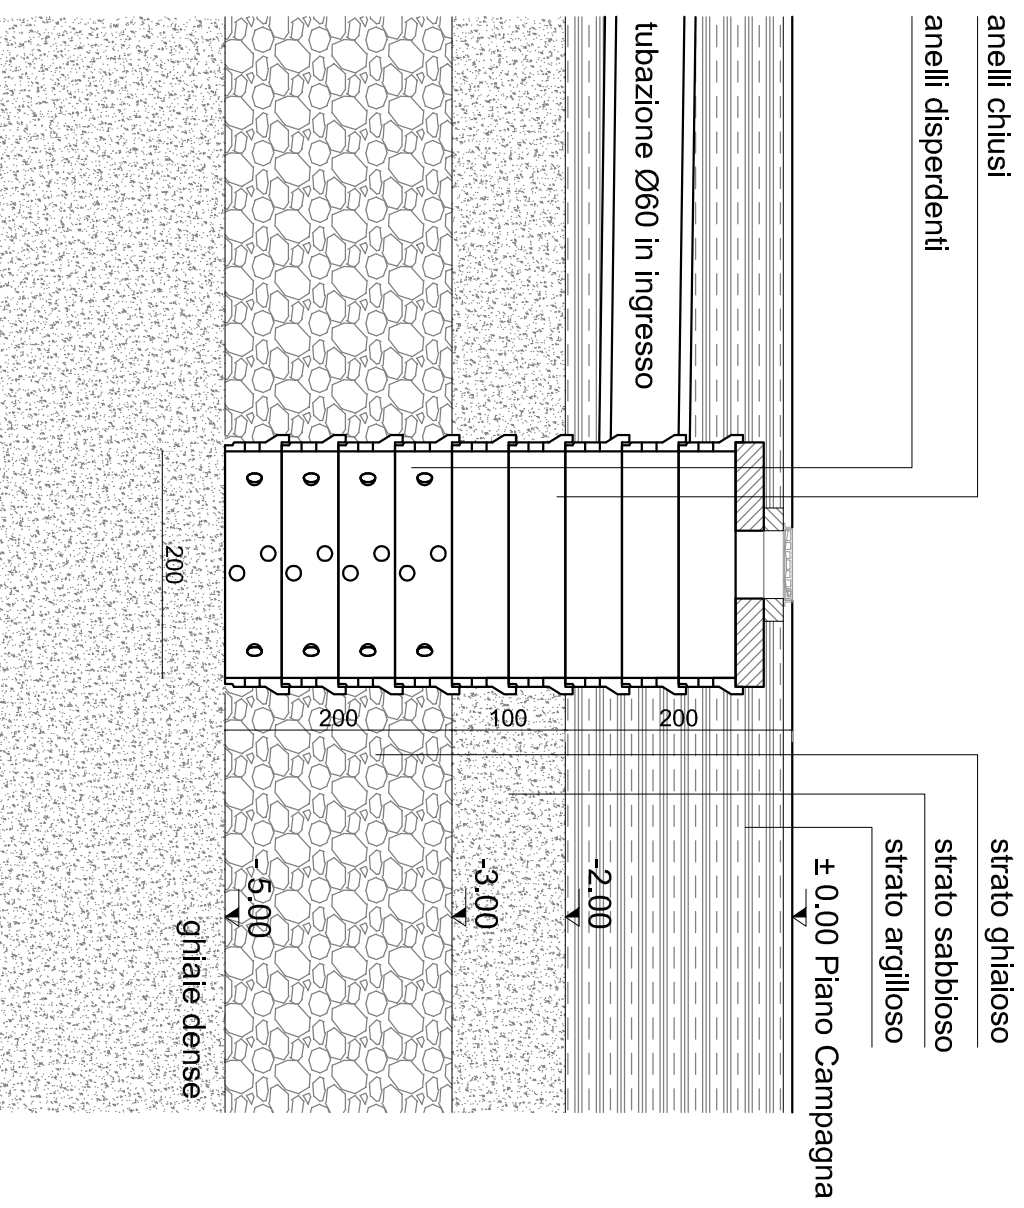 anelli chiusi
anelli disperdenti
tubazione Ø60 in ingresso
strato ghiaioso
strato sabbioso
strato argilloso
± 0.00 Piano Campagna
-2.00
-3.00
-5.00
ghiaie dense
200
100
200
200